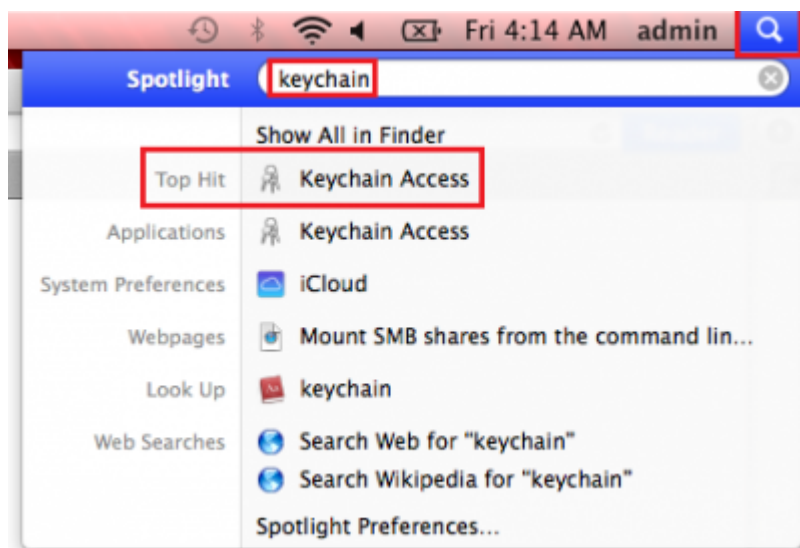 Fri 4:14 AM admin
Spotlight keychain
Show All in Finder
Top Hit Keychain Access
Applications Keychain Access
System Preferences iCloud
Webpages Mount SMB shares from the command lin...
Look Up keychain
Web Searches Search Web for "keychain"
Search Wikipedia for "keychain"
Spotlight Preferences...